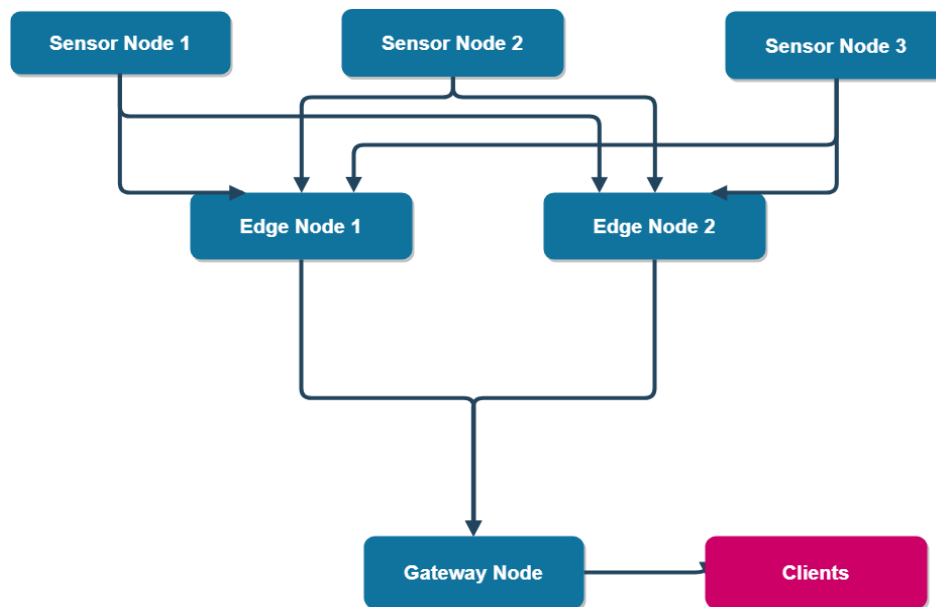 Sensor Node 1
Sensor Node 2
Sensor Node 3
Edge Node 1
Edge Node 2
Gateway Node
Clients